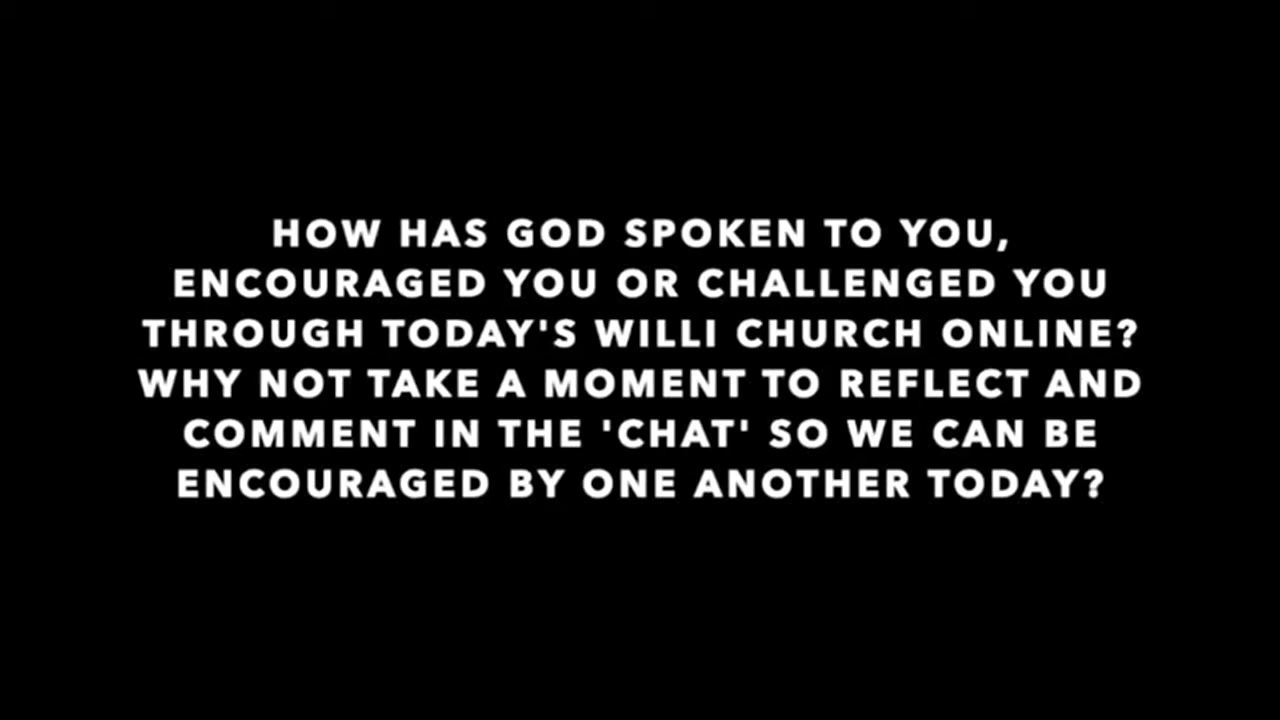 HOW HAS GOD SPOKEN TO YOU,
ENCOURAGED YOU OR CHALLENGED YOU
THROUGH TODAY'S WILLI CHURCH ONLINE?
WHY NOT TAKE A MOMENT TO REFLECT AND
COMMENT IN THE 'CHAT' SO WE CAN BE
ENCOURAGED BY ONE ANOTHER TODAY?